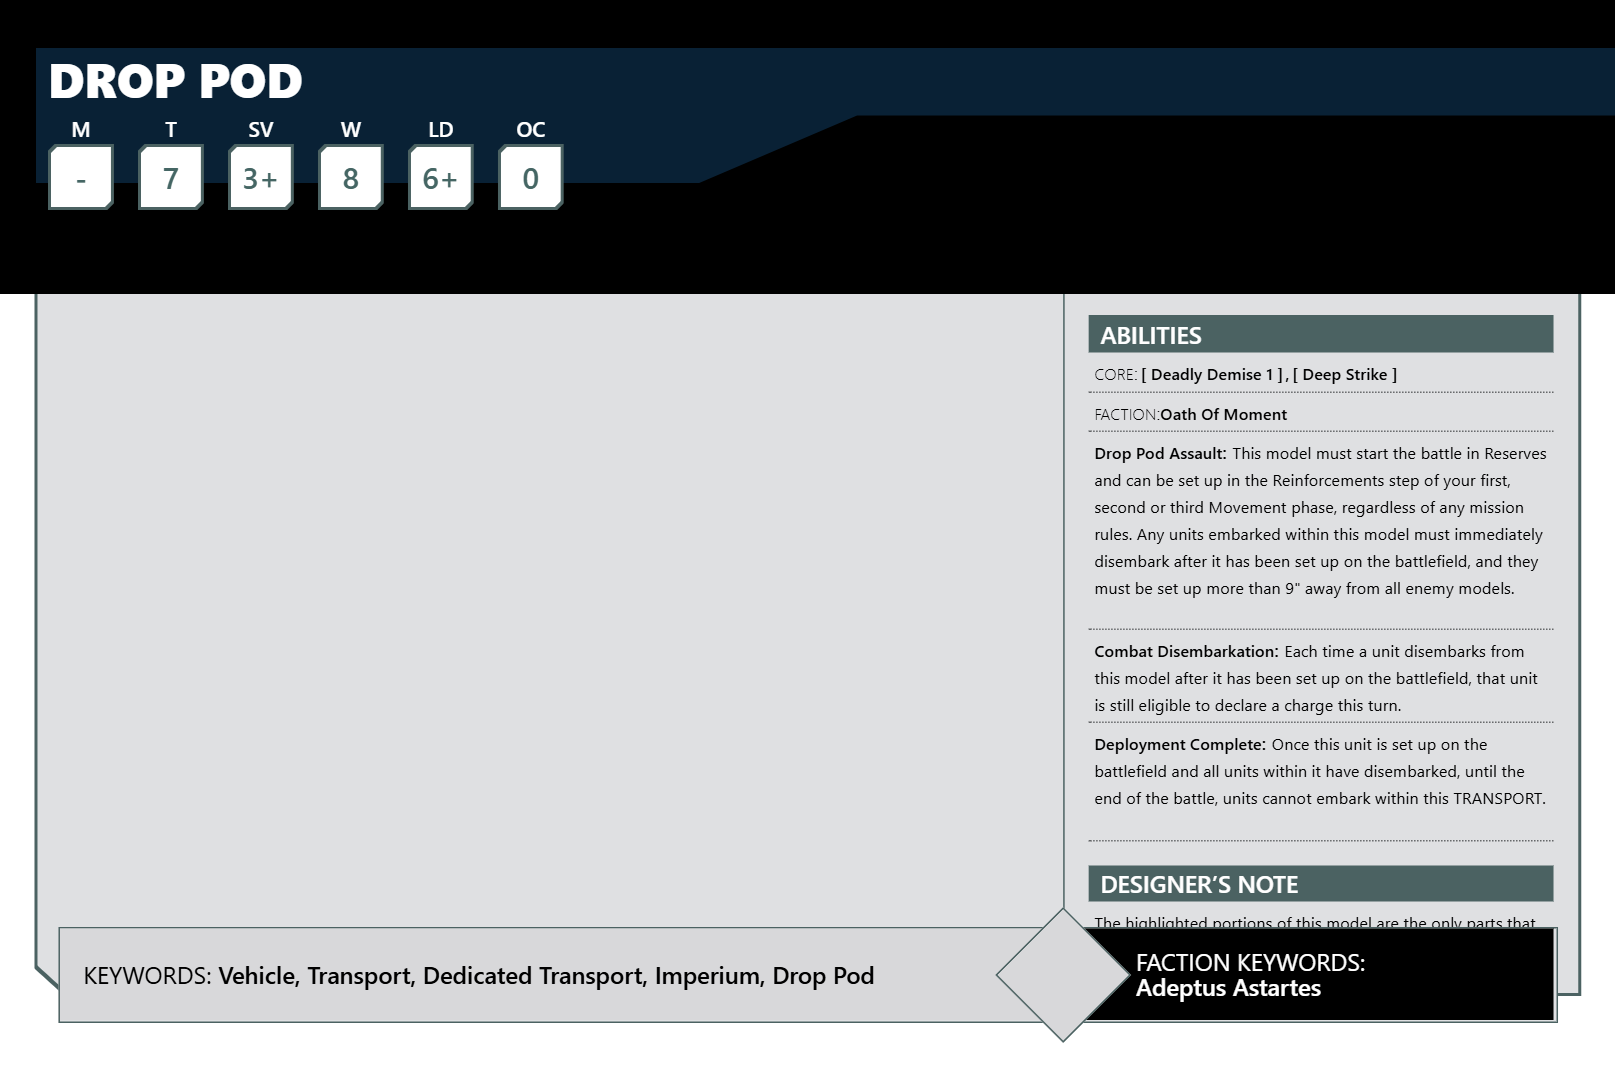 DROP POD
M T SV W LD OC
- 7 3+ 8 6+ 0
ABILITIES
CORE: [ Deadly Demise 1 ] , [ Deep Strike ]
FACTION:Oath Of Moment
Drop Pod Assault: This model must start the battle in Reserves
and can be set up in the Reinforcements step of your first,
second or third Movement phase, regardless of any mission
rules. Any units embarked within this model must immediately
disembark after it has been set up on the battlefield, and they
must be set up more than 9" away from all enemy models.
Combat Disembarkation: Each time a unit disembarks from
this model after it has been set up on the battlefield, that unit
is still eligible to declare a charge this turn.
Deployment Complete: Once this unit is set up on the
battlefield and all units within it have disembarked, until the
end of the battle, units cannot embark within this TRANSPORT.
DESIGNER’S NOTE
The highlighted portions of this model are the only parts that
KEYWORDS: Vehicle, Transport, Dedicated Transport, Imperium, Drop Pod
FACTION KEYWORDS:
Adeptus Astartes